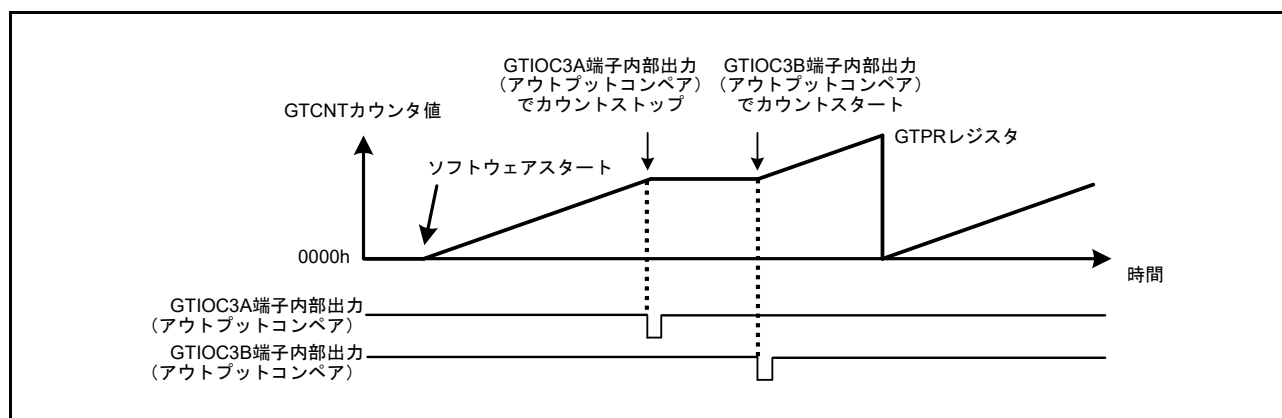 GTIOC3A端子内部出力
（アウトプットコンペア）
でカウントストップ
GTIOC3B端子内部出力
（アウトプットコンペア）
でカウントスタート
GTCNTカウンタ値
GTPRレジスタ
ソフトウェアスタート
0000h
時間
GTIOC3A端子内部出力
（アウトプットコンペア）
GTIOC3B端子内部出力
（アウトプットコンペア）